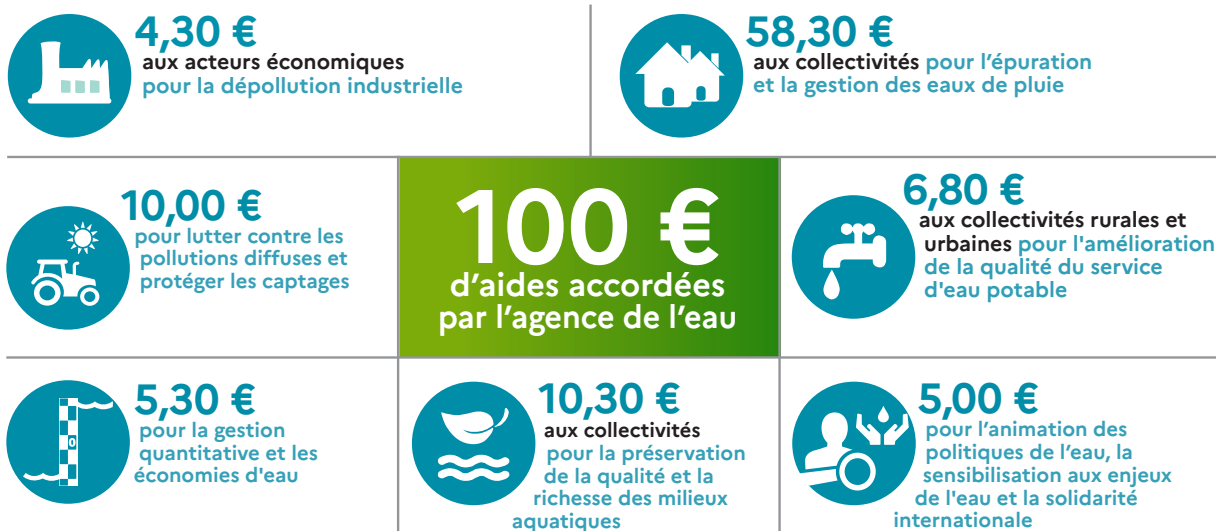 4,30 €
aux acteurs économiques
pour la dépollution industrielle
58,30 €
aux collectivités pour l'épuration
et la gestion des eaux de pluie
10,00 €
pour lutter contre les
pollutions diffuses et
protéger les captages
100 €
d'aides accordées
par l'agence de l'eau
6,80 €
aux collectivités rurales et
urbaines pour l'amélioration
de la qualité du service
d'eau potable
5,30 €
pour la gestion
quantitative et les
économies d'eau
0
10,30 €
aux collectivités
pour la préservation
de la qualité et la
richesse des milieux
aquatiques
5,00 €
pour l'animation des
politiques de l'eau, la
sensibilisation aux enjeux
de l'eau et la solidarité
internationale